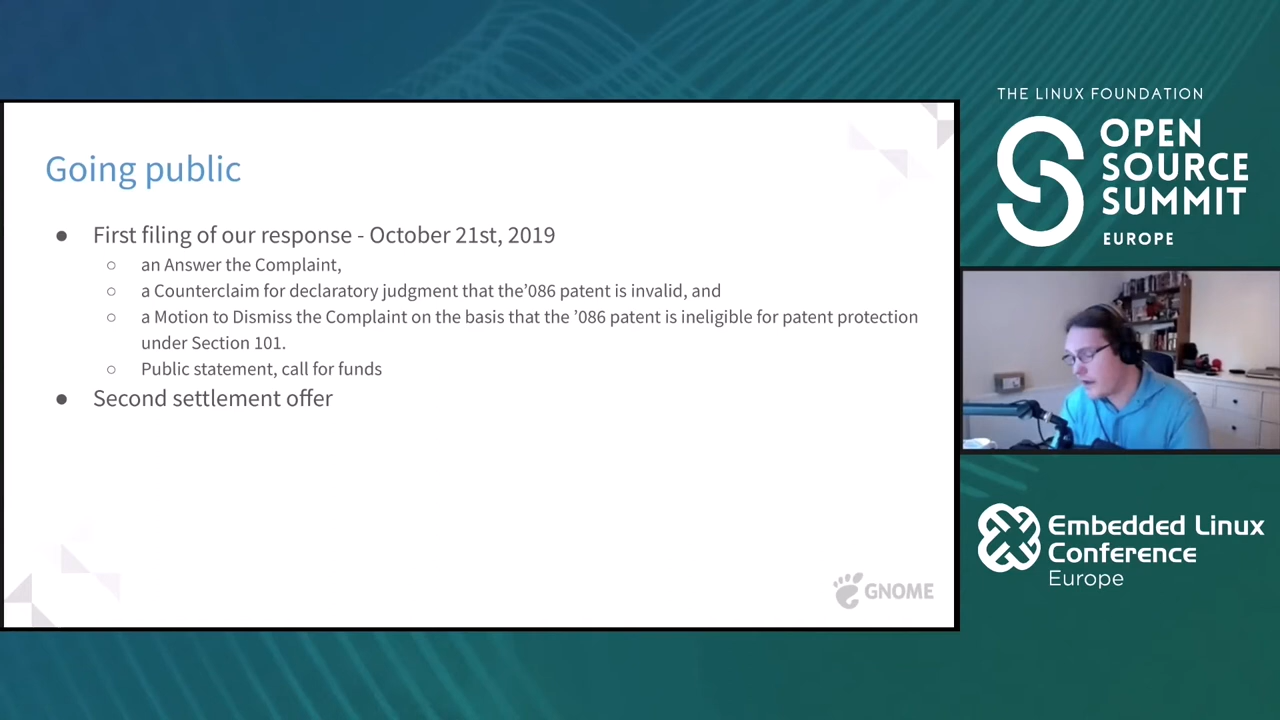 Going public
● First filing of our response - October 21st, 2019
○ an Answer the Complaint,
○ a Counterclaim for declaratory judgment that the'086 patent is invalid, and
○ a Motion to Dismiss the Complaint on the basis that the ’086 patent is ineligible for patent protection
under Section 101.
○ Public statement, call for funds
● Second settlement offer
GNOME
THE LINUX FOUNDATION
OPEN
SOURCE
SUMMIT
EUROPE
Embedded Linux
Conference
Europe